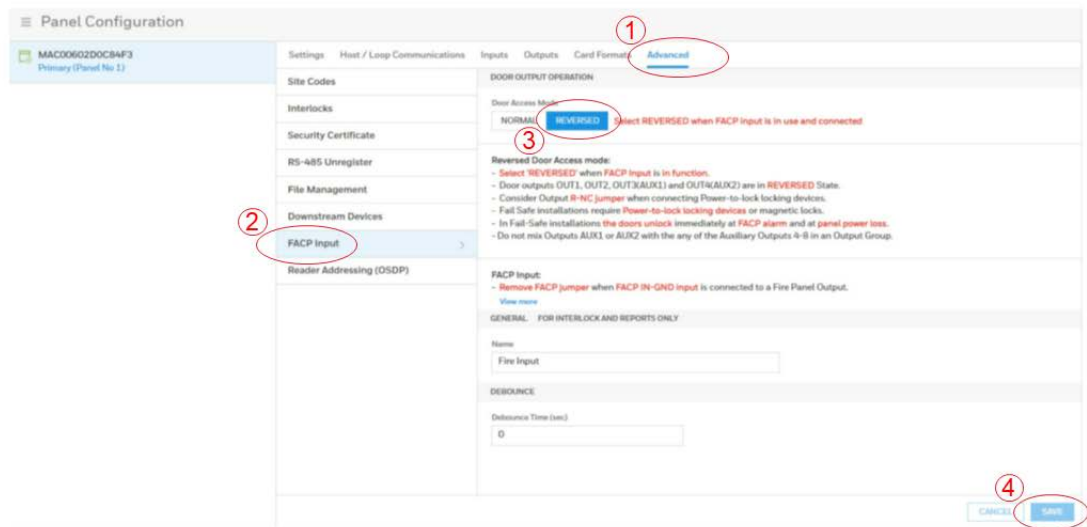 Panel Configuration
MAC00602D0C84F3
Primary (Panel No 1)
1
Settings Host / Loop Communications Inputs Outputs Card Formats Advanced
Site Codes
Interlocks
Security Certificate
RS-485 Unregister
File Management
Downstream Devices
2
FACP Input
Reader Addressing (OSDP)
DOOR OUTPUT OPERATION
Door Access Mode
NORMAL REVERSED Select REVERSED when FACP Input is in use and connected
3
Reversed Door Access mode:
- Select 'REVERSED' when FACP Input is in function.
- Door outputs OUT1, OUT2, OUT3(AUX1) and OUT4(AUX2) are in REVERSED State.
- Consider Output R-NC jumper when connecting Power-to-lock locking devices.
- Fail Safe installations require Power-to-lock locking devices or magnetic locks.
- In Fail-Safe installations the doors unlock immediately at FACP alarm and at panel power loss.
- Do not mix Outputs AUX1 or AUX2 with the any of the Auxiliary Outputs 4-8 in an Output Group.
FACP Input:
- Remove FACP jumper when FACP IN-GND input is connected to a Fire Panel Output.
View more
GENERAL FOR INTERLOCK AND REPORTS ONLY
Name
Fire Input
DEBOUNCE
Debounce Time (sec)
0
4
CANCEL SAVE